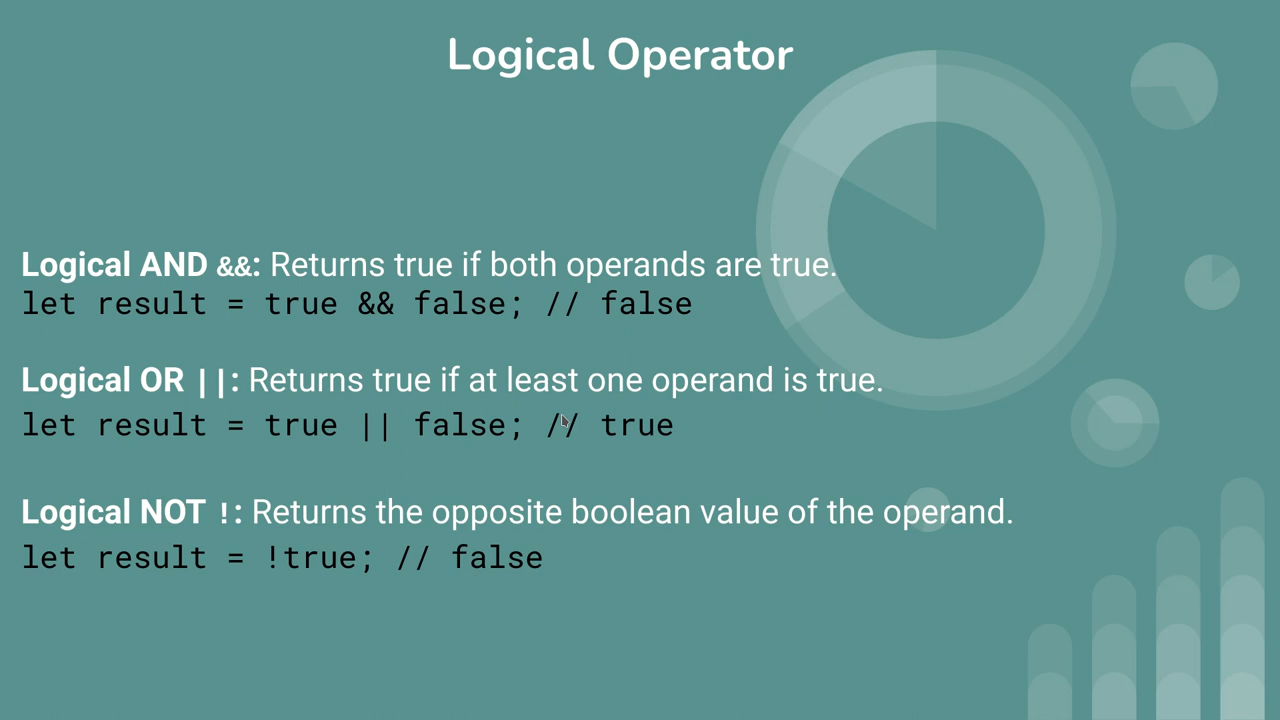 Logical Operator
Logical AND &&: Returns true if both operands are true.
let result = true && false; // false
Logical OR ||: Returns true if at least one operand is true.
let result = true || false; // true
Logical NOT !: Returns the opposite boolean value of the operand.
let result = !true; // false